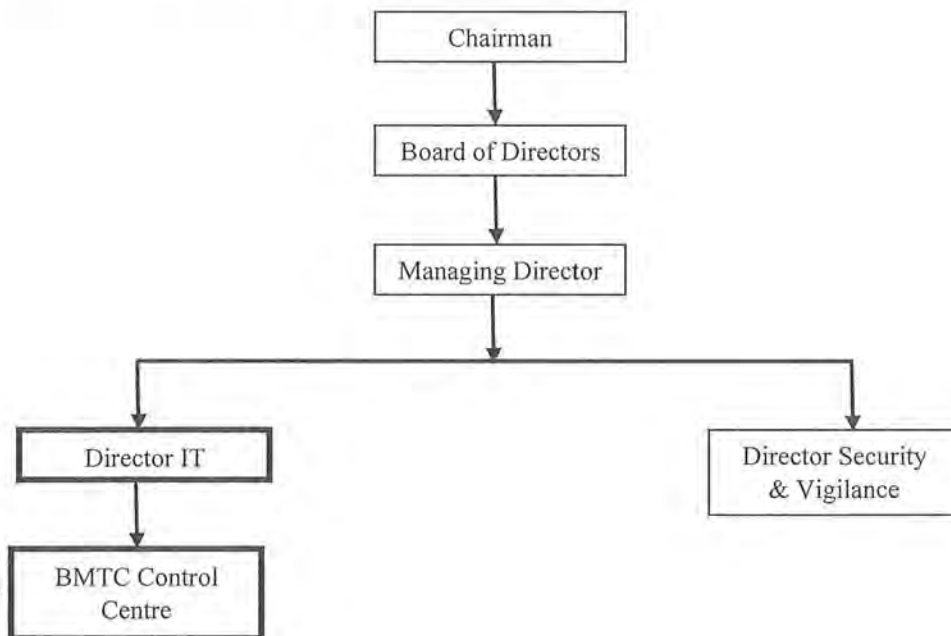 Chairman
Board of Directors
Managing Director
Director IT
Director Security
& Vigilance
BMTC Control
Centre